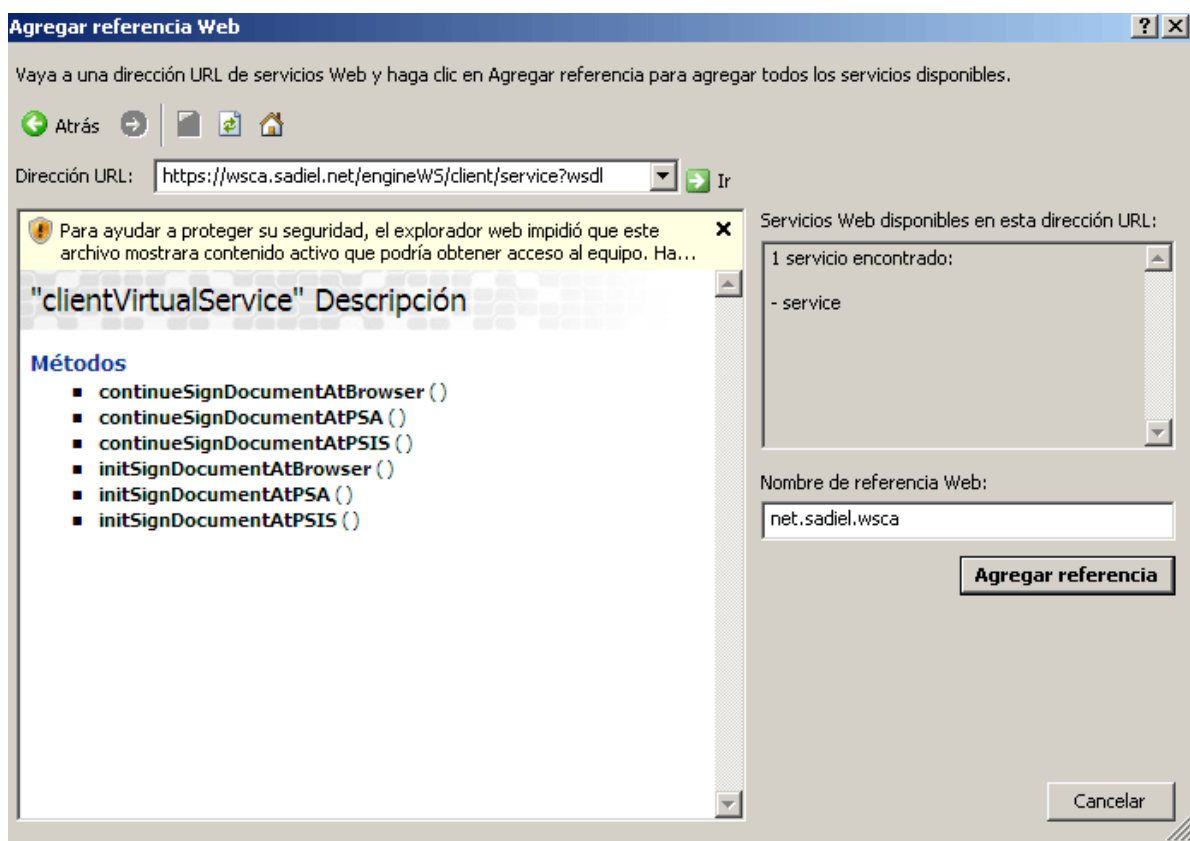 Agregar referencia Web
Vaya a una dirección URL de servicios Web y haga clic en Agregar referencia para agregar todos los servicios disponibles.
Atrás
Dirección URL: https://wsca.sadiel.net/engineWS/client/service?wsdl Ir
Para ayudar a proteger su seguridad, el explorador web impidió que este
archivo mostrara contenido activo que podría obtener acceso al equipo. Ha...
"clientVirtualService" Descripción
Métodos
continueSignDocumentAtBrowser ()
continueSignDocumentAtPSA ()
continueSignDocumentAtPSIS ()
initSignDocumentAtBrowser ()
initSignDocumentAtPSA ()
initSignDocumentAtPSIS ()
Servicios Web disponibles en esta dirección URL:
1 servicio encontrado:
- service
Nombre de referencia Web:
net.sadiel.wsca
Agregar referencia
Cancelar